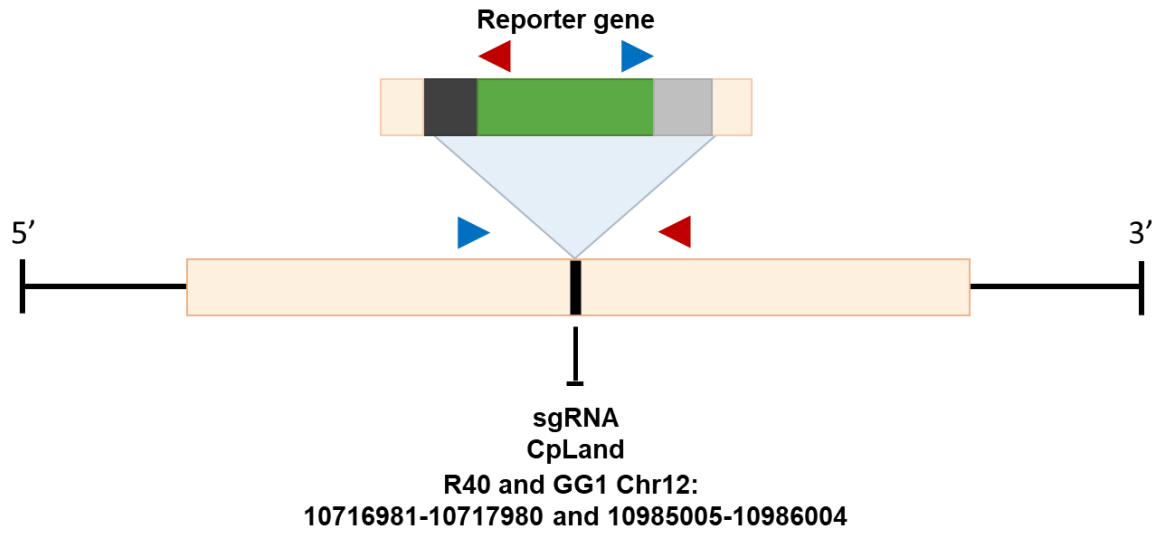 Reporter gene
5’
3’
sgRNA
CpLand
R40 and GG1 Chr12:
10716981-10717980 and 10985005-10986004